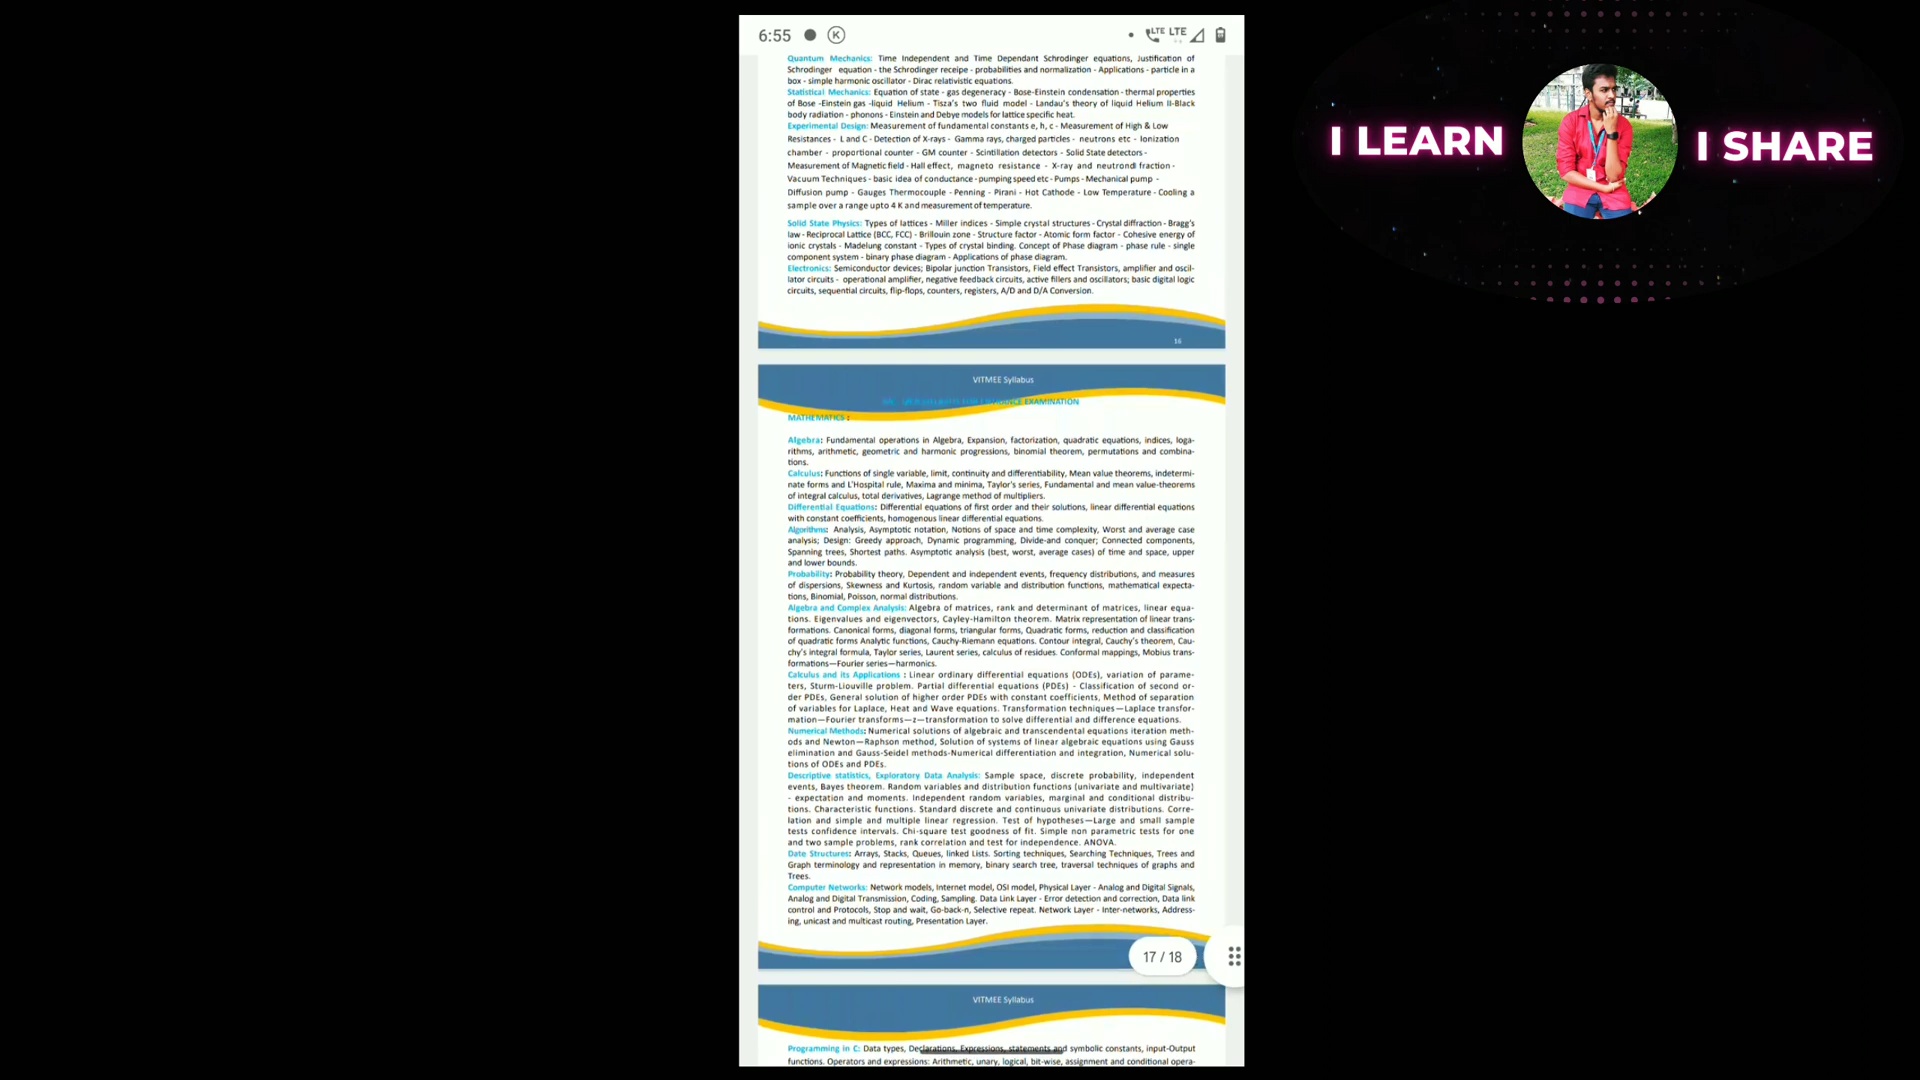 6:55
K
LTE LTE
I LEARN
I SHARE
Quantum Mechanics: Time Independent and Time Dependant Schrodinger equations, Justification of
Schrodinger equation - the Schrodinger receipe - probabilities and normalization - Applications - particle in a
box - simple harmonic oscillator - Dirac relativistic equations.
Statistical Mechanics: Equation of state - gas degeneracy - Bose-Einstein condensation - thermal properties
of Bose -Einstein gas -liquid Helium - Tisza's two fluid model - Landau's theory of liquid Helium II-Black
body radiation - phonons - Einstein and Debye models for lattice specific heat.
Experimental Design: Measurement of fundamental constants e, h, c - Measurement of High & Low
Resistances - L and C - Detection of X-rays - Gamma rays, charged particles - neutrons etc - Ionization
chamber - proportional counter - GM counter - Scintillation detectors - Solid State detectors -
Measurement of Magnetic field - Hall effect, magneto resistance - X-ray and neutrond fraction -
Vacuum Techniques - basic idea of conductance - pumping speed etc - Pumps - Mechanical pump -
Diffusion pump - Gauges Thermocouple - Penning - Pirani - Hot Cathode - Low Temperature - Cooling a
sample over a range upto 4 K and measurement of temperature.
Solid State Physics: Types of lattices - Miller indices - Simple crystal structures - Crystal diffraction - Bragg's
law - Reciprocal Lattice (BCC, FCC) - Brillouin zone - Structure factor - Atomic form factor - Cohesive energy of
ionic crystals - Madelung constant - Types of crystal binding. Concept of Phase diagram - phase rule - single
component system - binary phase diagram - Applications of phase diagram.
Electronics: Semiconductor devices; Bipolar junction Transistors, Field effect Transistors, amplifier and oscil-
lator circuits - operational amplifier, negative feedback circuits, active fillers and oscillators; basic digital logic
circuits, sequential circuits, flip-flops, counters, registers, A/D and D/A Conversion.
16
VITMEE Syllabus
EXAMINATION
MATHEMATICS :
Algebra: Fundamental operations in Algebra, Expansion, factorization, quadratic equations, indices, loga-
rithms, arithmetic, geometric and harmonic progressions, binomial theorem, permutations and combina-
tions.
Calculus: Functions of single variable, limit, continuity and differentiability, Mean value theorems, indetermi-
nate forms and L'Hospital rule, Maxima and minima, Taylor's series, Fundamental and mean value-theorems
of integral calculus, total derivatives, Lagrange method of multipliers.
Differential Equations: Differential equations of first order and their solutions, linear differential equations
with constant coefficients, homogenous linear differential equations.
Algorithms: Analysis, Asymptotic notation, Notions of space and time complexity, Worst and average case
analysis; Design: Greedy approach, Dynamic programming, Divide-and conquer; Connected components,
Spanning trees, Shortest paths. Asymptotic analysis (best, worst, average cases) of time and space, upper
and lower bounds.
Probability: Probability theory, Dependent and independent events, frequency distributions, and measures
of dispersions, Skewness and Kurtosis, random variable and distribution functions, mathematical expecta-
tions, Binomial, Poisson, normal distributions.
Algebra and Complex Analysis: Algebra of matrices, rank and determinant of matrices, linear equa-
tions. Eigenvalues and eigenvectors, Cayley-Hamilton theorem. Matrix representation of linear trans-
formations. Canonical forms, diagonal forms, triangular forms, Quadratic forms, reduction and classification
of quadratic forms Analytic functions, Cauchy-Riemann equations. Contour integral, Cauchy's theorem, Cau-
chy's integral formula, Taylor series, Laurent series, calculus of residues. Conformal mappings, Mobius trans-
formations—Fourier series—harmonics.
Calculus and its Applications : Linear ordinary differential equations (ODEs), variation of parame-
ters, Sturm-Liouville problem. Partial differential equations (PDEs) - Classification of second or-
der PDEs, General solution of higher order PDEs with constant coefficients, Method of separation
of variables for Laplace, Heat and Wave equations. Transformation techniques—Laplace transfor-
mation—Fourier transforms—z—transformation to solve differential and difference equations.
Numerical Methods: Numerical solutions of algebraic and transcendental equations iteration meth-
ods and Newton—Raphson method, Solution of systems of linear algebraic equations using Gauss
elimination and Gauss-Seidel methods-Numerical differentiation and integration, Numerical solu-
tions of ODEs and PDEs.
Descriptive statistics, Exploratory Data Analysis: Sample space, discrete probability, independent
events, Bayes theorem. Random variables and distribution functions (univariate and multivariate)
- expectation and moments. Independent random variables, marginal and conditional distribu-
tions. Characteristic functions. Standard discrete and continuous univariate distributions. Corre-
lation and simple and multiple linear regression. Test of hypotheses—Large and small sample
tests confidence intervals. Chi-square test goodness of fit. Simple non parametric tests for one
and two sample problems, rank correlation and test for independence. ANOVA.
Date Structures: Arrays, Stacks, Queues, linked Lists. Sorting techniques, Searching Techniques, Trees and
Graph terminology and representation in memory, binary search tree, traversal techniques of graphs and
Trees.
Computer Networks: Network models, Internet model, OSI model, Physical Layer - Analog and Digital Signals,
Analog and Digital Transmission, Coding, Sampling. Data Link Layer - Error detection and correction, Data link
control and Protocols, Stop and wait, Go-back-n, Selective repeat. Network Layer - Inter-networks, Address-
ing, unicast and multicast routing, Presentation Layer.
17 / 18
VITMEE Syllabus
Programming in C: Data types, Declarations, Expressions, statements and symbolic constants, input-Output
functions. Operators and expressions: Arithmetic, unary, logical, bit-wise, assignment and conditional opera-